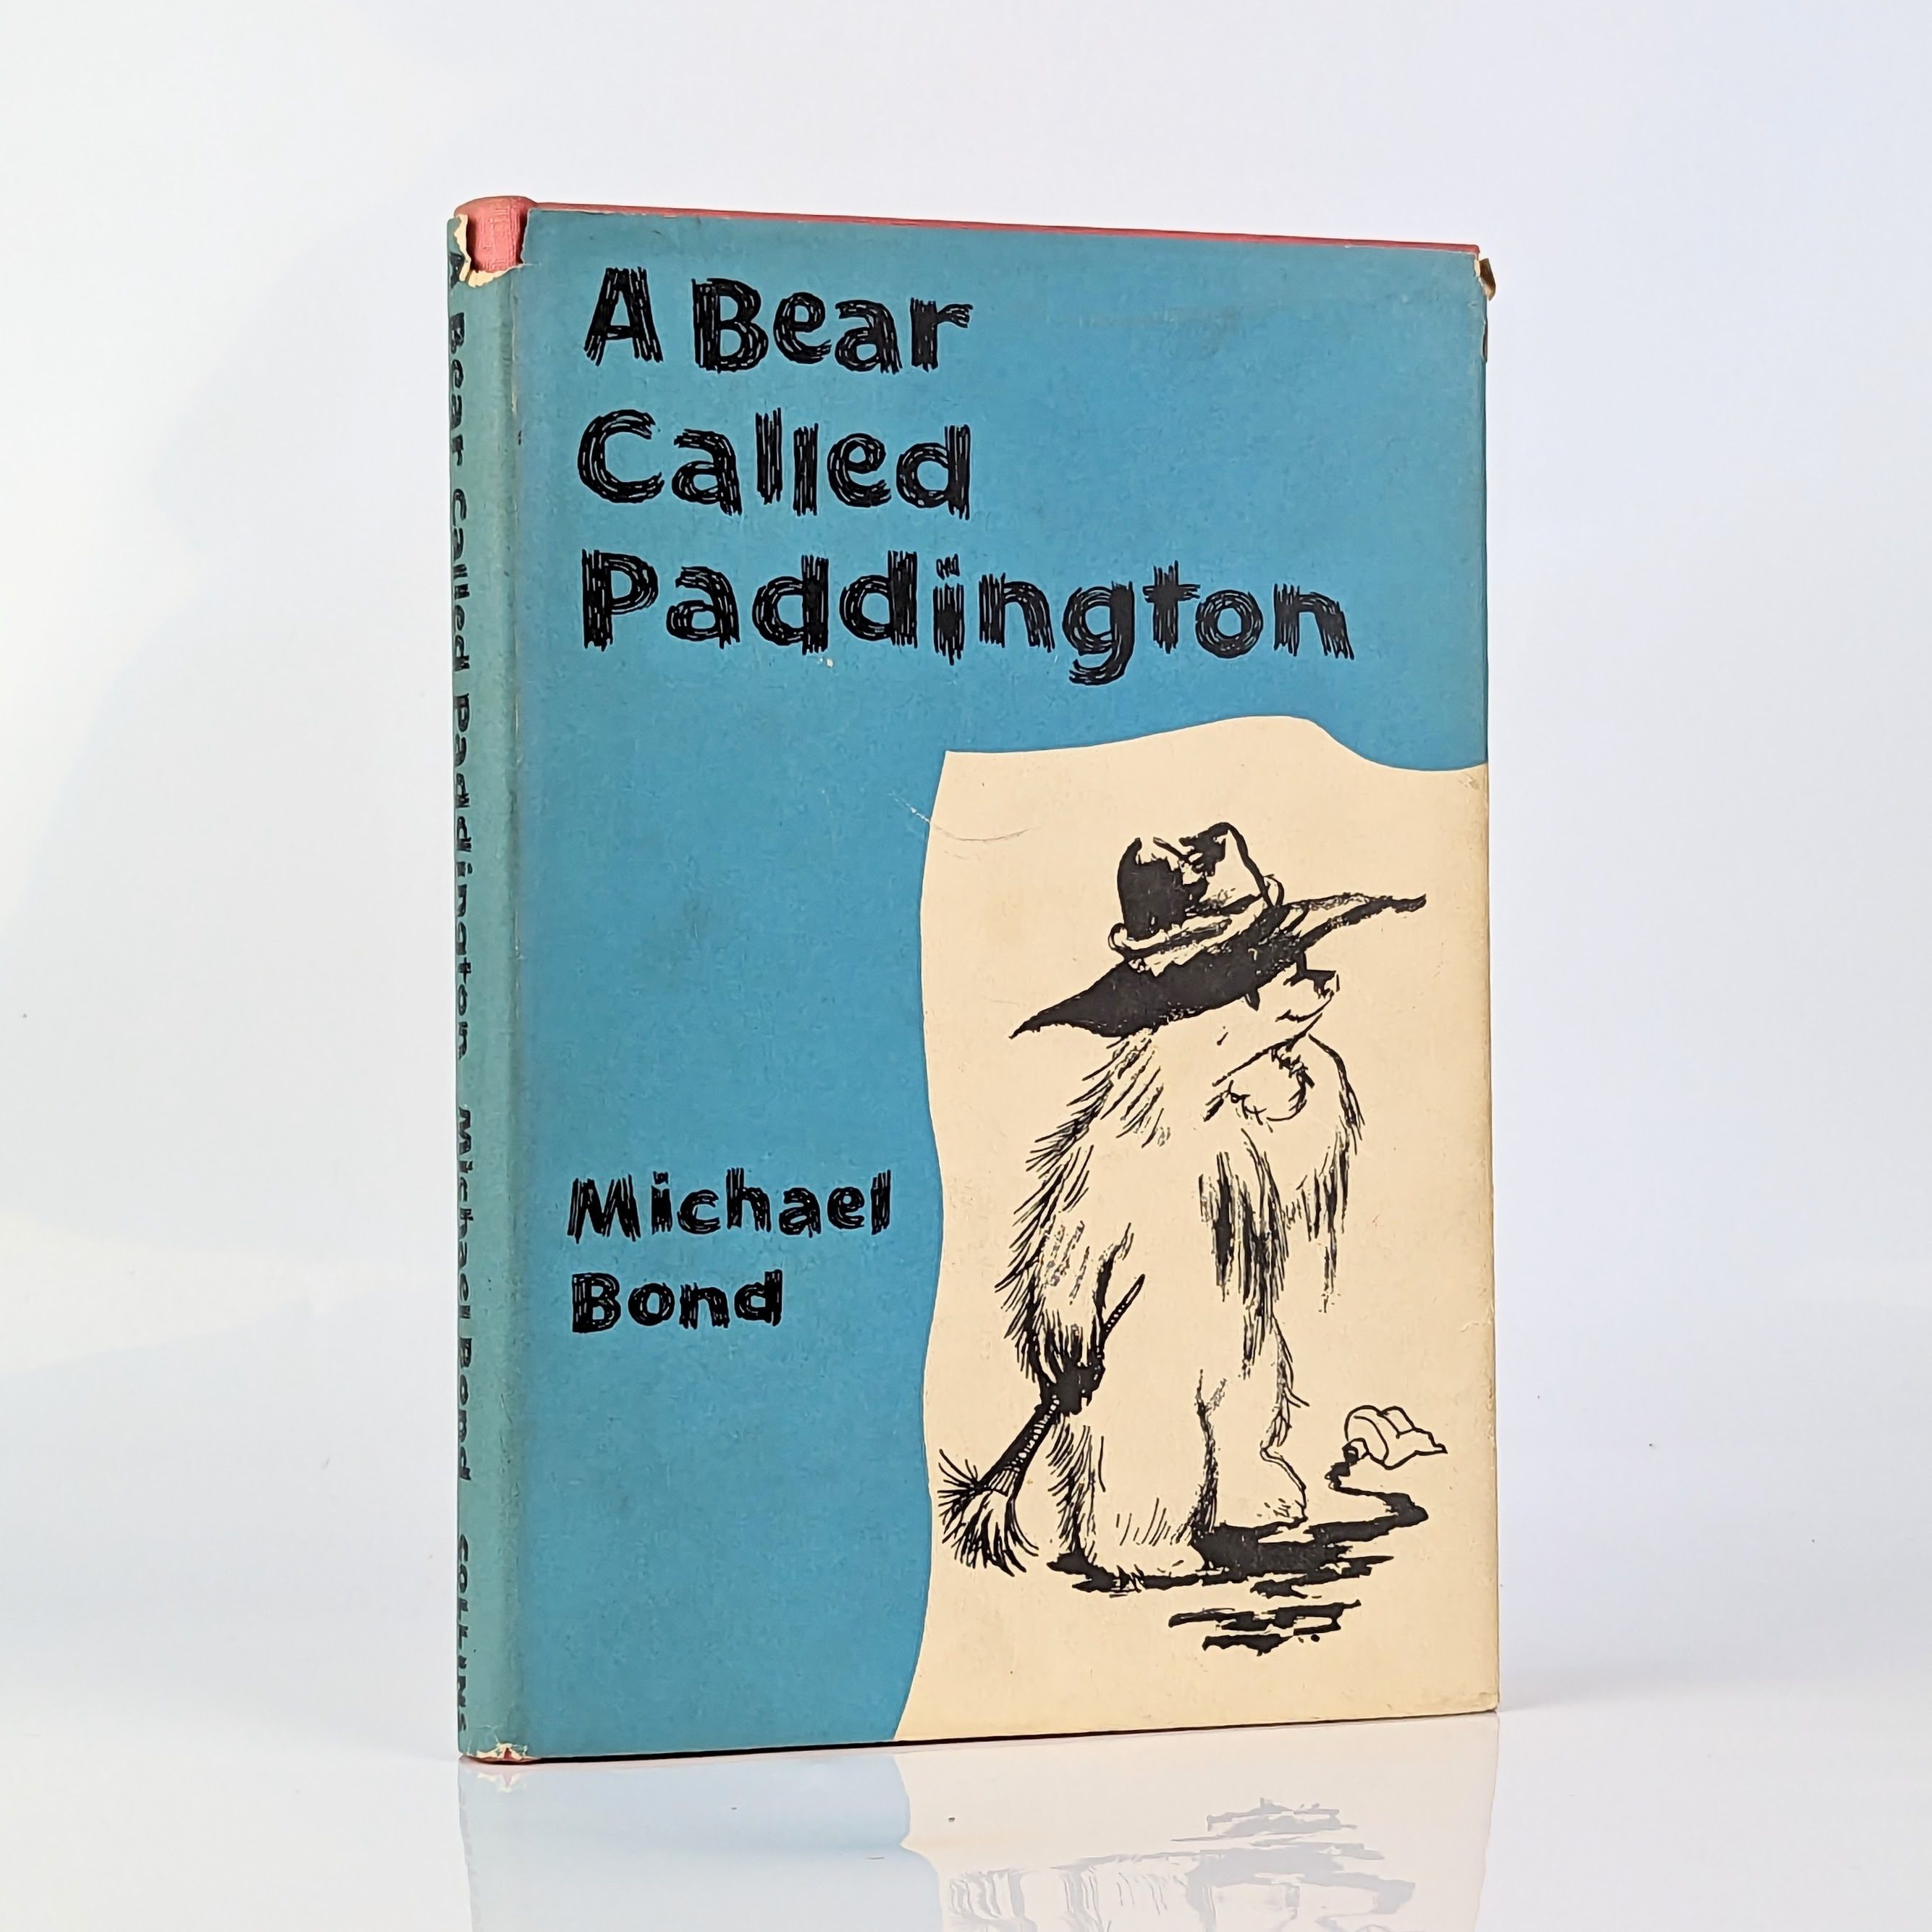 A Bear
Called
Paddington
Michael
Bond
A Bear Called Paddington Michael Bond COLLINS